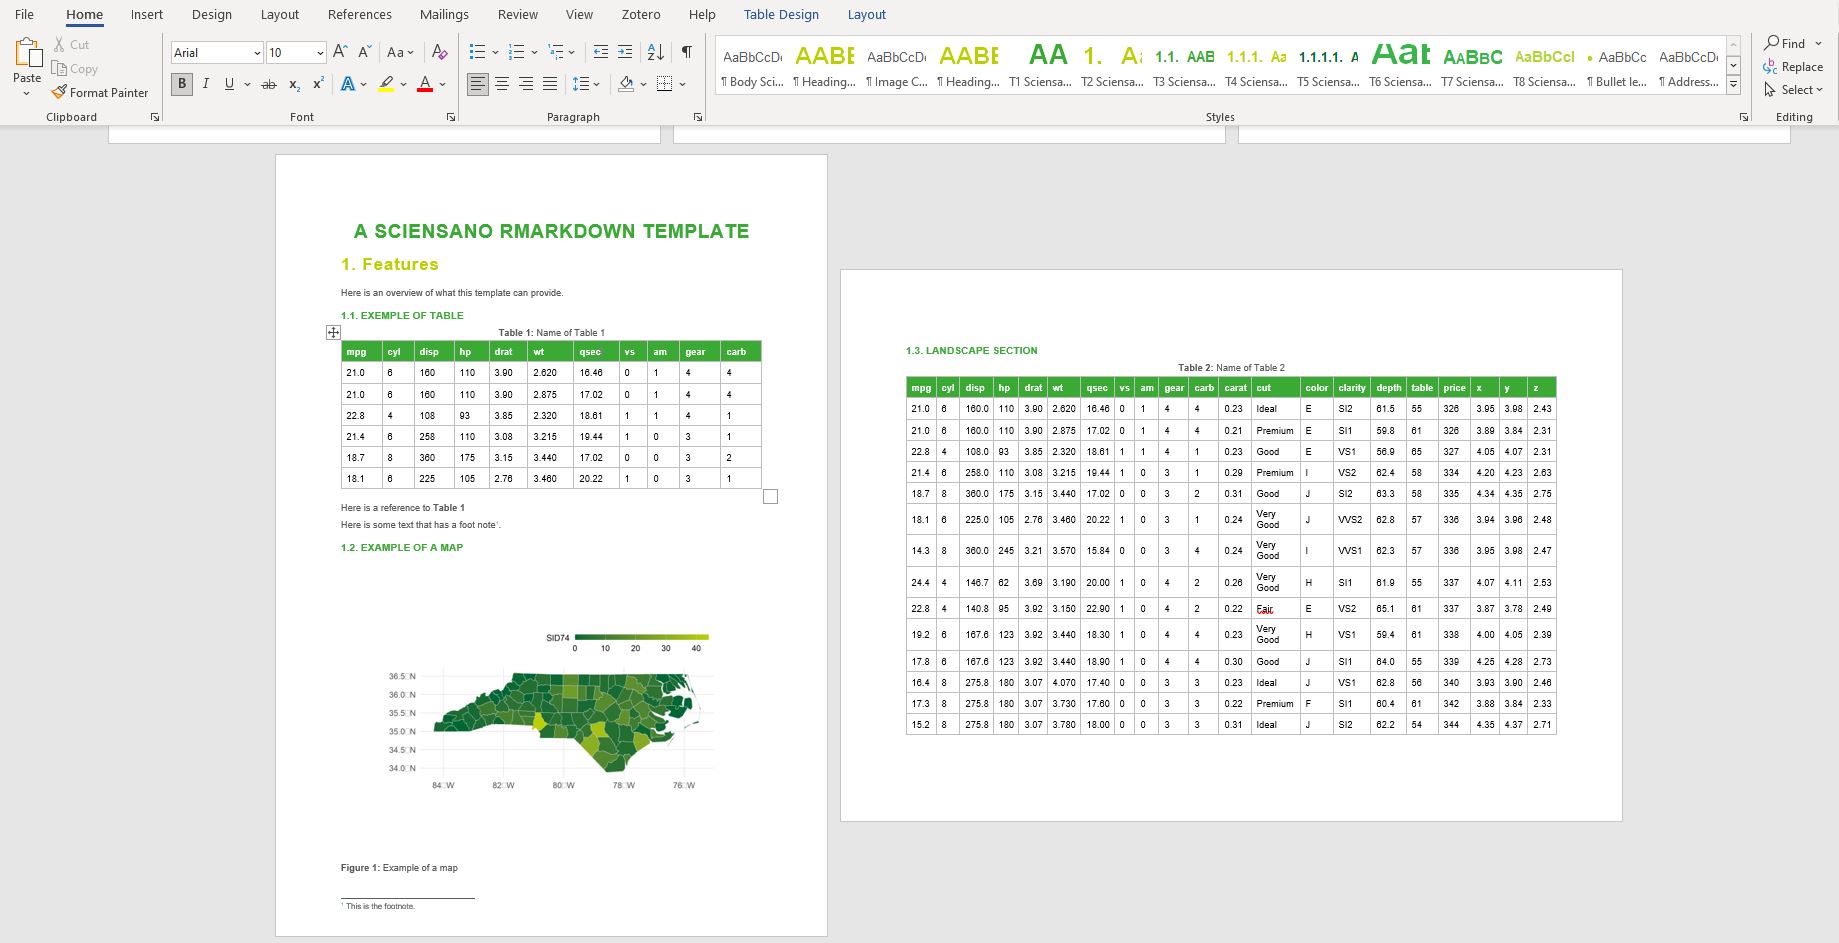 File Home Insert Design Layout References Mailings Review View Zotero Help Table Design Layout
Paste
Cut
Copy
Format Painter
Clipboard
Arial 10
Aa
B I U ab x2 x2 A A
Font
Paragraph
AaBbCcDc AABE AaBbCcDc AABE AA 1. Aa 1.1. AAB 1.1.1. Aa 1.1.1.1. A Aat AABBC AaBbCcI AaBbCc AaBbCcDc
¶ Body Sci... ¶ Heading... ¶ Image C... ¶ Heading... T1 Sciensa... T2 Sciensa... T3 Sciensa... T4 Sciensa... T5 Sciensa... T6 Sciensa... T7 Sciensa... T8 Sciensa... ¶ Bullet le... ¶ Address...
Styles
Find
Replace
Select
Editing
A SCIENSANO RMARKDOWN TEMPLATE
1. Features
Here is an overview of what this template can provide.
1.1. EXEMPLE OF TABLE
Table 1: Name of Table 1
mpg cyl disp hp drat wt qsec vs am gear carb
21.0 6 160 110 3.90 2.620 16.46 0 1 4 4
21.0 6 160 110 3.90 2.875 17.02 0 1 4 4
22.8 4 108 93 3.85 2.320 18.61 1 1 4 1
21.4 6 258 110 3.08 3.215 19.44 1 0 3 1
18.7 8 360 175 3.15 3.440 17.02 0 0 3 2
18.1 6 225 105 2.76 3.460 20.22 1 0 3 1
Here is a reference to Table 1
Here is some text that has a foot note1.
1.2. EXAMPLE OF A MAP
SID74
0 10 20 30 40
36.5□N
36.0□N
35.5□N
35.0□N
34.5□N
34.0□N
84□W 82□W 80□W 78□W 76□W
Figure 1: Example of a map
1 This is the footnote.
1.3. LANDSCAPE SECTION
Table 2: Name of Table 2
mpg cyl disp hp drat wt qsec vs am gear carb carat cut color clarity depth table price x y z
21.0 6 160.0 110 3.90 2.620 16.46 0 1 4 4 0.23 Ideal E SI2 61.5 55 326 3.95 3.98 2.43
21.0 6 160.0 110 3.90 2.875 17.02 0 1 4 4 0.21 Premium E SI1 59.8 61 326 3.89 3.84 2.31
22.8 4 108.0 93 3.85 2.320 18.61 1 1 4 1 0.23 Good E VS1 56.9 65 327 4.05 4.07 2.31
21.4 6 258.0 110 3.08 3.215 19.44 1 0 3 1 0.29 Premium I VS2 62.4 58 334 4.20 4.23 2.63
18.7 8 360.0 175 3.15 3.440 17.02 0 0 3 2 0.31 Good J SI2 63.3 58 335 4.34 4.35 2.75
18.1 6 225.0 105 2.76 3.460 20.22 1 0 3 1 0.24 Very Good J VVS2 62.8 57 336 3.94 3.96 2.48
14.3 8 360.0 245 3.21 3.570 15.84 0 0 3 4 0.24 Very Good I VVS1 62.3 57 336 3.95 3.98 2.47
24.4 4 146.7 62 3.69 3.190 20.00 1 0 4 2 0.26 Very Good H SI1 61.9 55 337 4.07 4.11 2.53
22.8 4 140.8 95 3.92 3.150 22.90 1 0 4 2 0.22 Fair E VS2 65.1 61 337 3.87 3.78 2.49
19.2 6 167.6 123 3.92 3.440 18.30 1 0 4 4 0.23 Very Good H VS1 59.4 61 338 4.00 4.05 2.39
17.8 6 167.6 123 3.92 3.440 18.90 1 0 4 4 0.30 Good J SI1 64.0 55 339 4.25 4.28 2.73
16.4 8 275.8 180 3.07 4.070 17.40 0 0 3 3 0.23 Ideal J VS1 62.8 56 340 3.93 3.90 2.46
17.3 8 275.8 180 3.07 3.730 17.60 0 0 3 3 0.22 Premium F SI1 60.4 61 342 3.88 3.84 2.33
15.2 8 275.8 180 3.07 3.780 18.00 0 0 3 3 0.31 Ideal J SI2 62.2 54 344 4.35 4.37 2.71